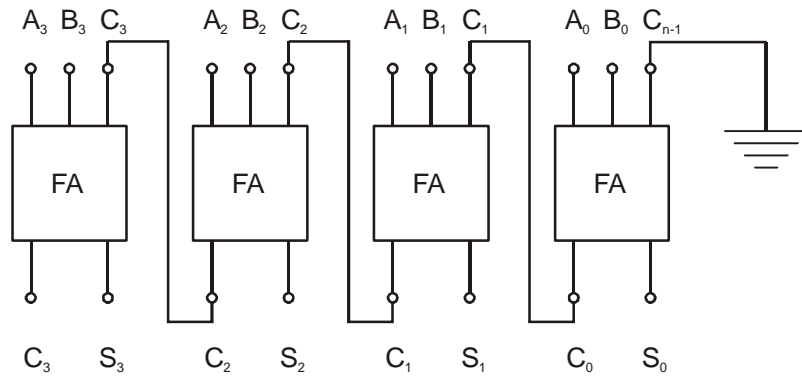 A₃ B₃ C₃ A₂ B₂ C₂ A₁ B₁ C₁ A₀ B₀ Cₙ₋₁
FA FA FA FA
C₃ S₃ C₂ S₂ C₁ S₁ C₀ S₀